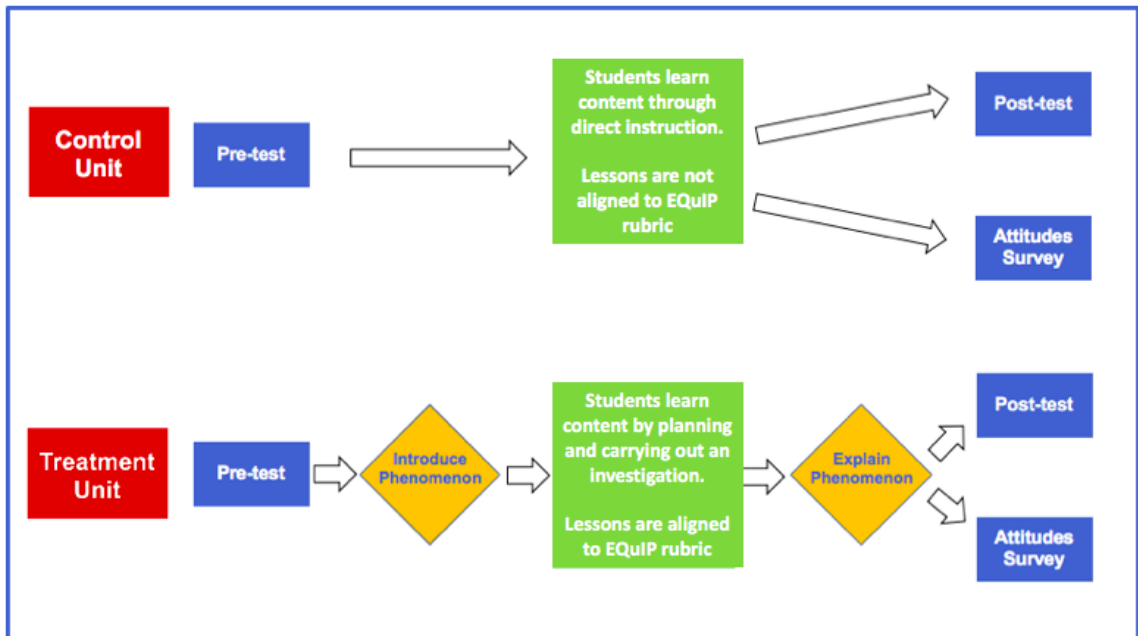 Control
Unit
Pre-test
Students learn
content through
direct instruction.
Lessons are not
aligned to EQuIP
rubric
Post-test
Attitudes
Survey
Treatment
Unit
Pre-test
Introduce
Phenomenon
Students learn
content by planning
and carrying out an
investigation.
Lessons are aligned
to EQuIP rubric
Explain
Phenomenon
Post-test
Attitudes
Survey